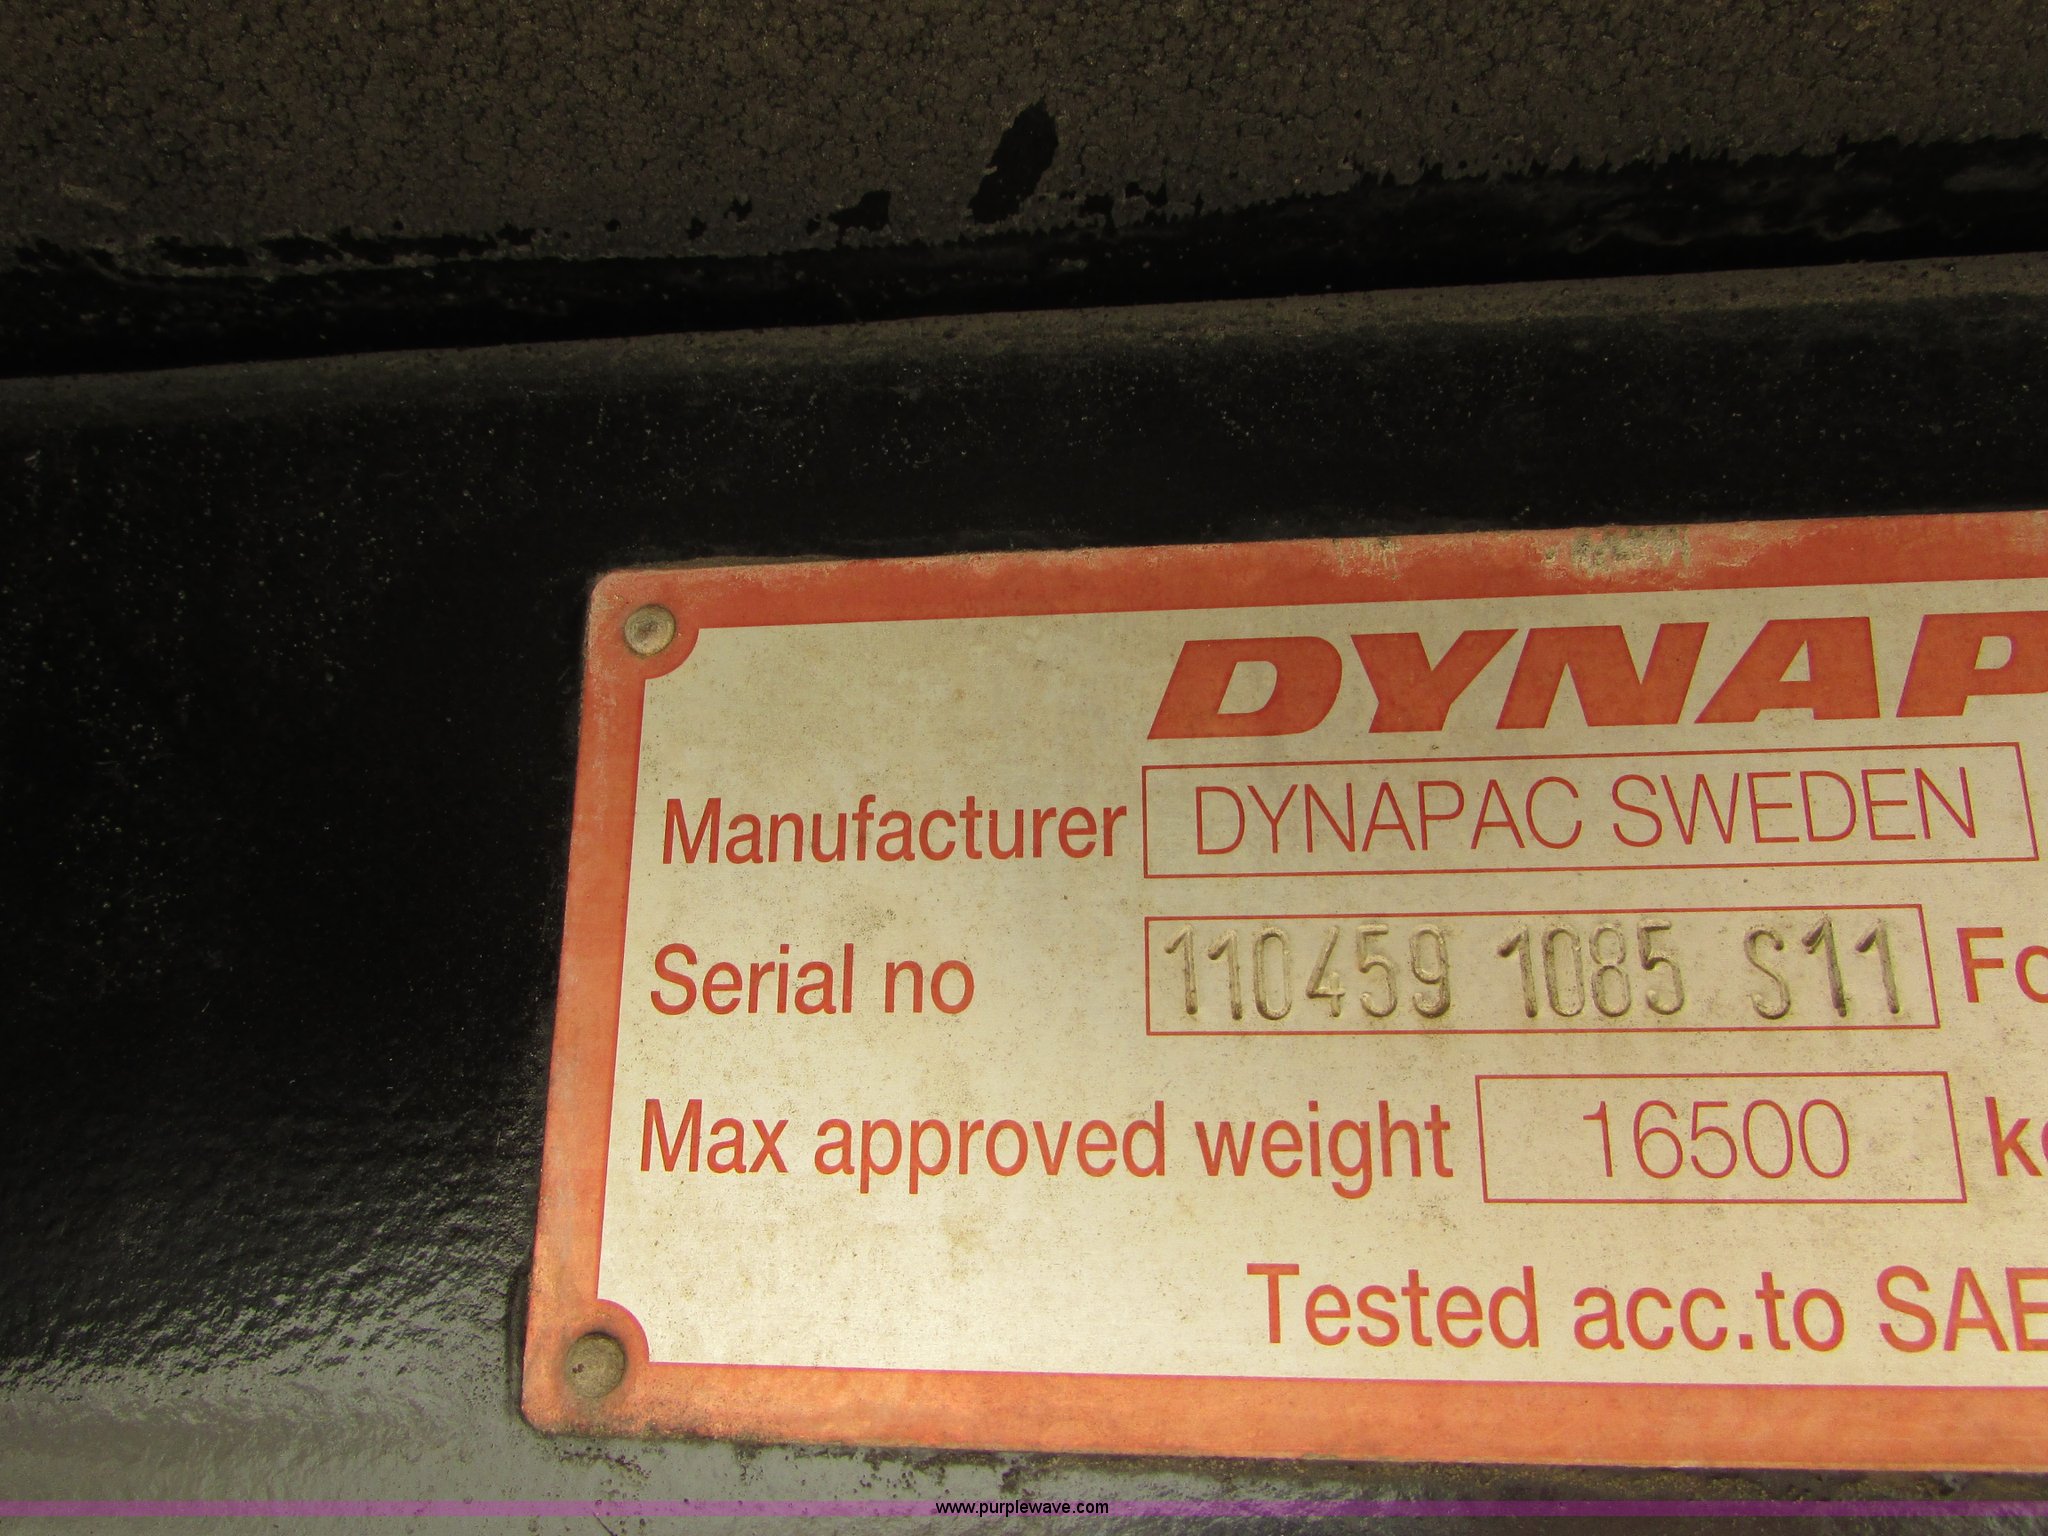 DYNAP
Manufacturer DYNAPAC SWEDEN
Serial no 110459 1085 S11 Fo
Max approved weight 16500 k
Tested acc.to SAE
www.purplewave.com